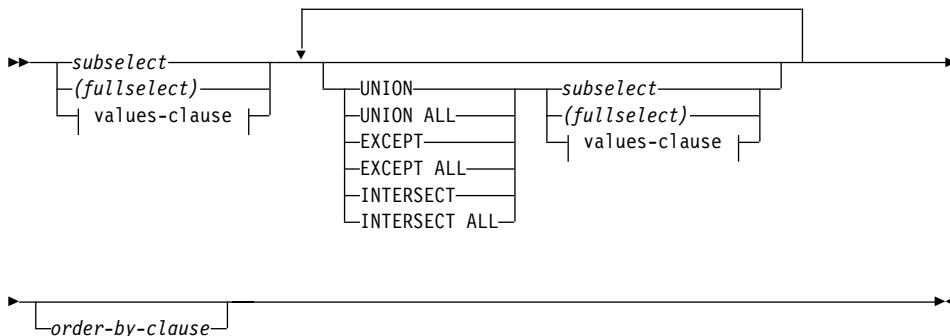 subselect
(fullselect)
values-clause
UNION
UNION ALL
EXCEPT
EXCEPT ALL
INTERSECT
INTERSECT ALL
subselect
(fullselect)
values-clause
order-by-clause